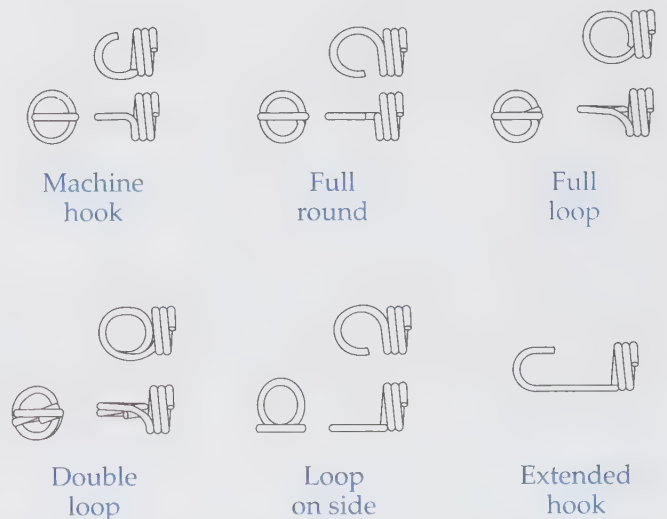 Machine
hook
Full
round
Full
loop
Double
loop
Loop
on side
Extended
hook